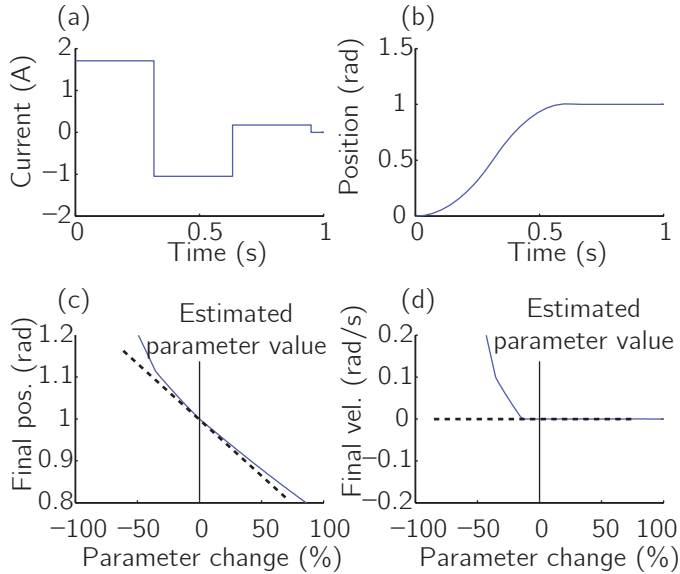 (a)
Current (A)
2
1
0
−1
−2
0
0.5
1
Time (s)
(b)
Position (rad)
1.5
1
0.5
0
0
0.5
1
Time (s)
(c)
Estimated
parameter value
Final pos. (rad)
1.2
1.1
1
0.9
0.8
−100
−50
0
50
100
Parameter change (%)
(d)
Estimated
parameter value
Final vel. (rad/s)
0.2
0.1
0
−0.1
−0.2
−100
−50
0
50
100
Parameter change (%)